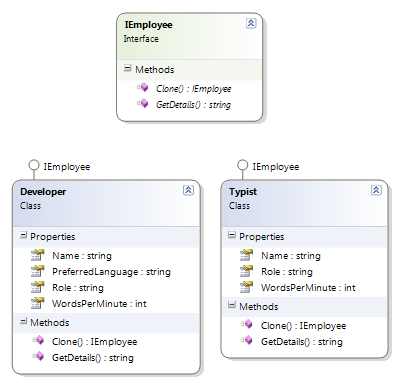 IEmployee
Interface
Methods
Clone() : IEmployee
GetDetails() : string
IEmployee
Developer
Class
Properties
Name : string
PreferredLanguage : string
Role : string
WordsPerMinute : int
Methods
Clone() : IEmployee
GetDetails() : string
IEmployee
Typist
Class
Properties
Name : string
Role : string
WordsPerMinute : int
Methods
Clone() : IEmployee
GetDetails() : string